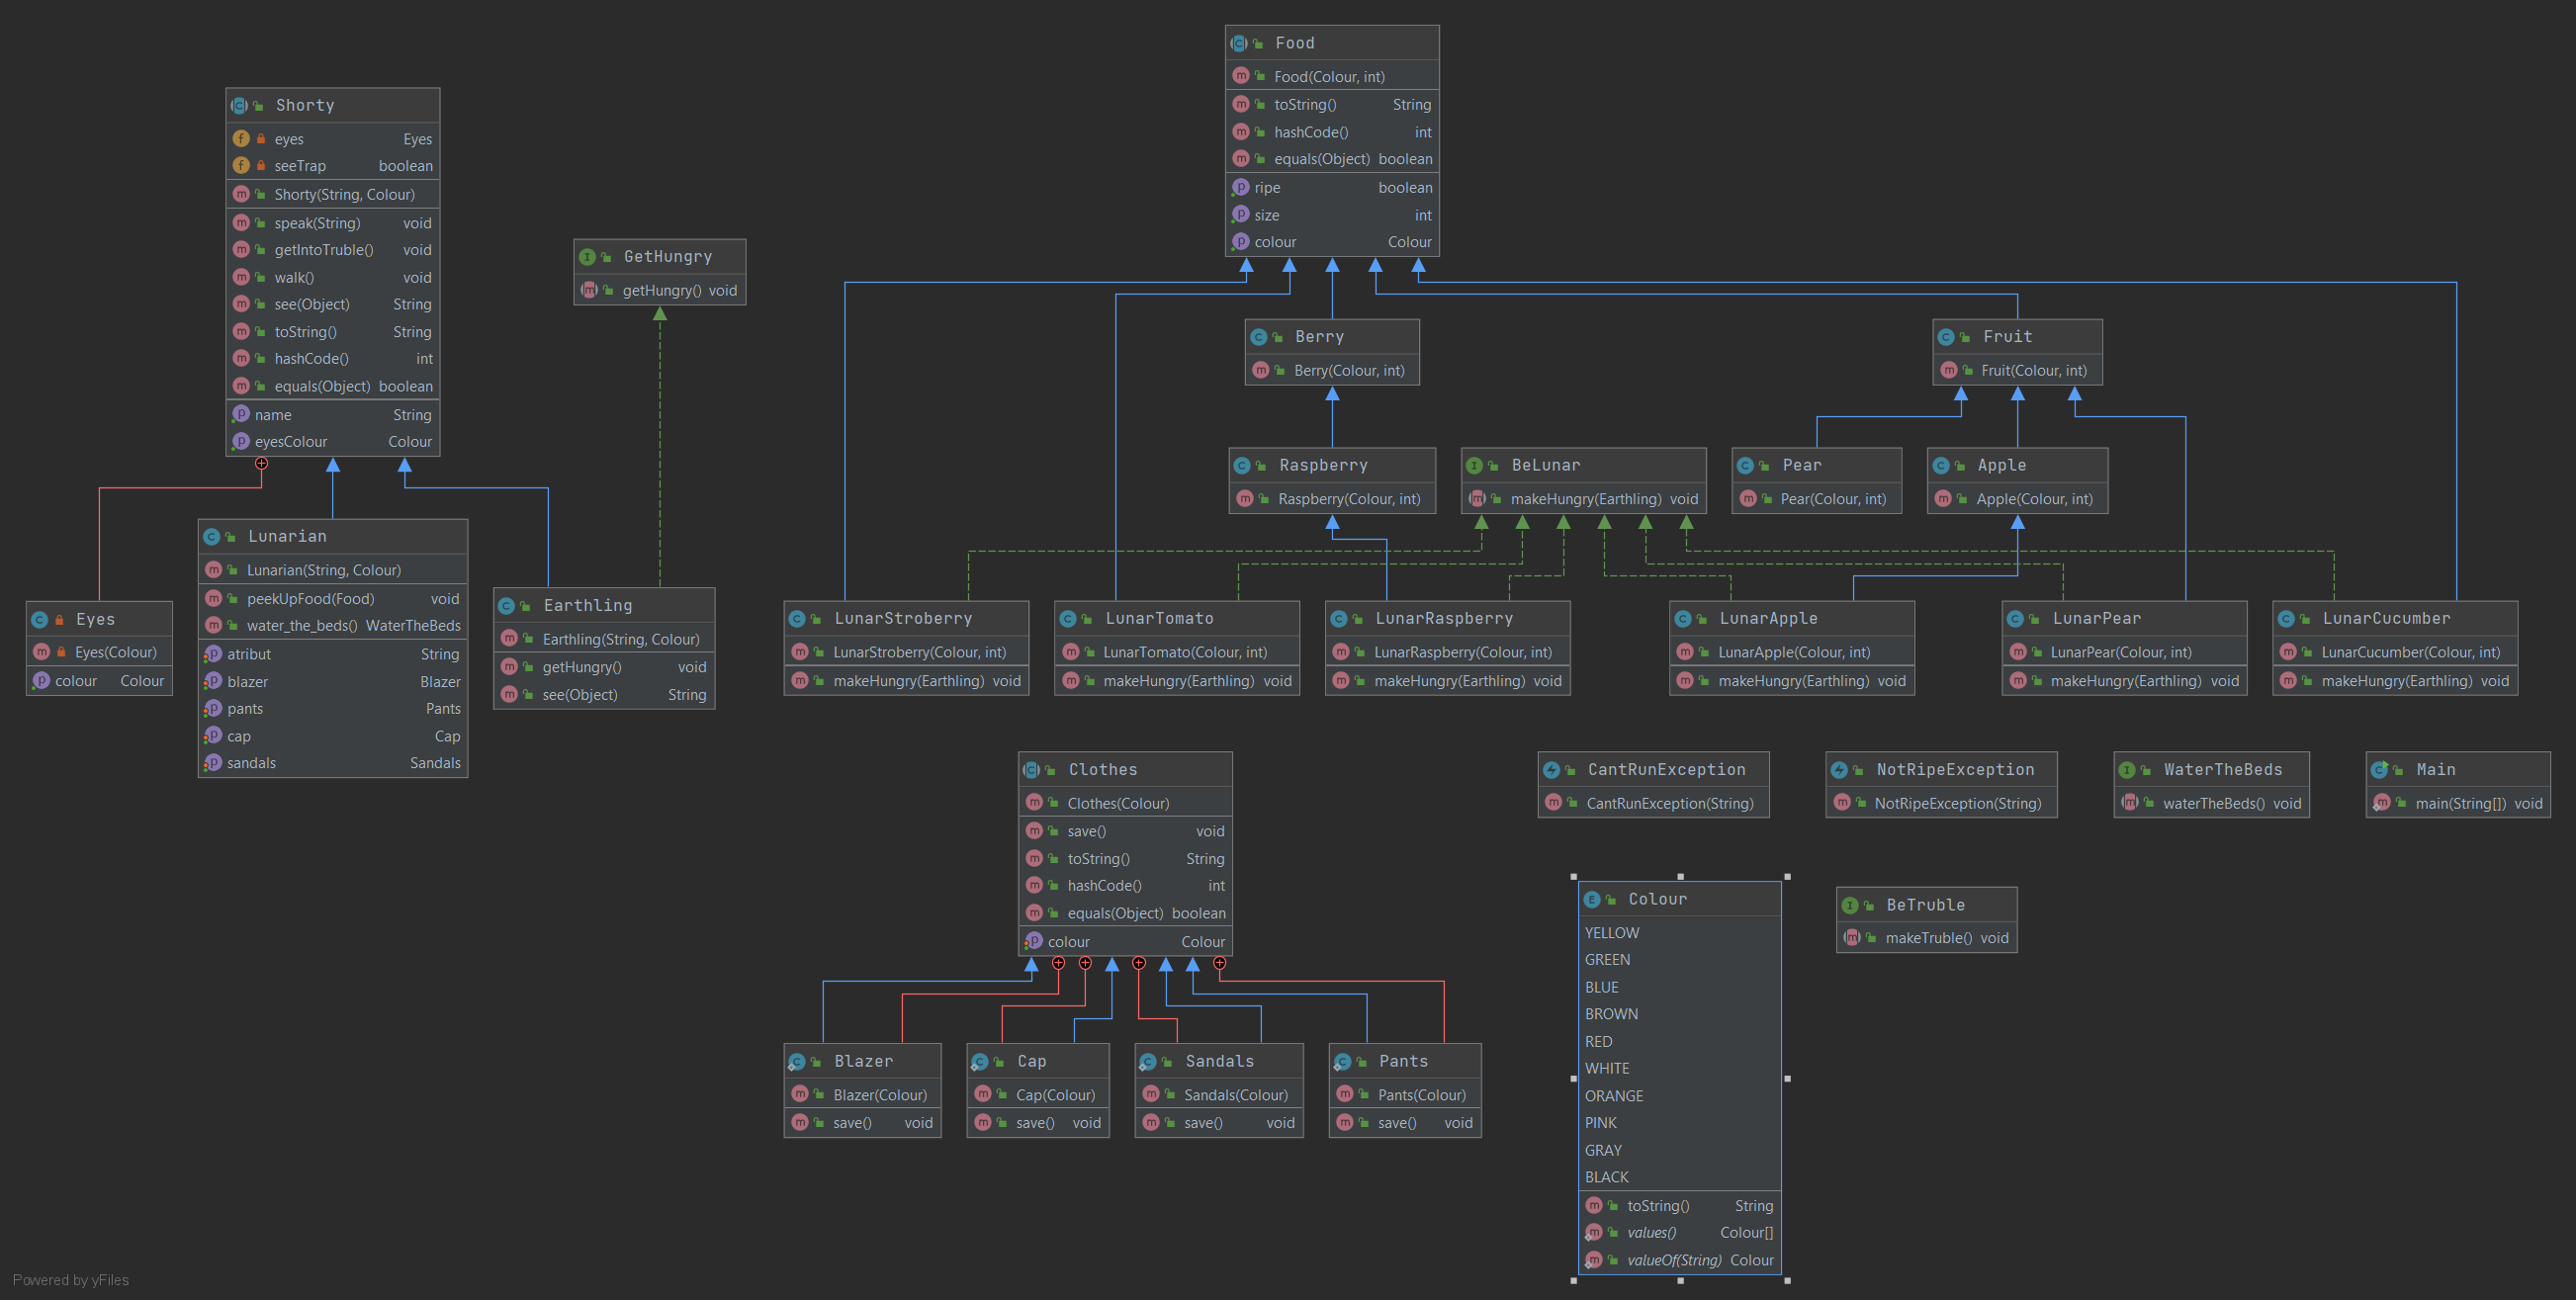 Food
Food(Colour, int)
toString() String
hashCode() int
equals(Object) boolean
ripe boolean
size int
colour Colour
Shorty
eyes Eyes
seeTrap boolean
Shorty(String, Colour)
speak(String) void
getIntoTruble() void
walk() void
see(Object) String
toString() String
hashCode() int
equals(Object) boolean
name String
eyesColour Colour
GetHungry
getHungry() void
Berry
Berry(Colour, int)
Fruit
Fruit(Colour, int)
Raspberry
Raspberry(Colour, int)
BeLunar
makeHungry(Earthling) void
Pear
Pear(Colour, int)
Apple
Apple(Colour, int)
Eyes
Eyes(Colour)
colour Colour
Lunarian
Lunarian(String, Colour)
peekUpFood(Food) void
water_the_beds() WaterTheBeds
atribut String
blazer Blazer
pants Pants
cap Cap
sandals Sandals
Earthling
Earthling(String, Colour)
getHungry() void
see(Object) String
LunarStroberry
LunarStroberry(Colour, int)
makeHungry(Earthling) void
LunarTomato
LunarTomato(Colour, int)
makeHungry(Earthling) void
LunarRaspberry
LunarRaspberry(Colour, int)
makeHungry(Earthling) void
LunarApple
LunarApple(Colour, int)
makeHungry(Earthling) void
LunarPear
LunarPear(Colour, int)
makeHungry(Earthling) void
LunarCucumber
LunarCucumber(Colour, int)
makeHungry(Earthling) void
Clothes
Clothes(Colour)
save() void
toString() String
hashCode() int
equals(Object) boolean
colour Colour
CantRunException
CantRunException(String)
NotRipeException
NotRipeException(String)
WaterTheBeds
waterTheBeds() void
Main
main(String[]) void
Colour
YELLOW
GREEN
BLUE
BROWN
RED
WHITE
ORANGE
PINK
GRAY
BLACK
toString() String
values() Colour[]
valueOf(String) Colour
BeTruble
makeTruble() void
Blazer
Blazer(Colour)
save() void
Cap
Cap(Colour)
save() void
Sandals
Sandals(Colour)
save() void
Pants
Pants(Colour)
save() void
Powered by yFiles